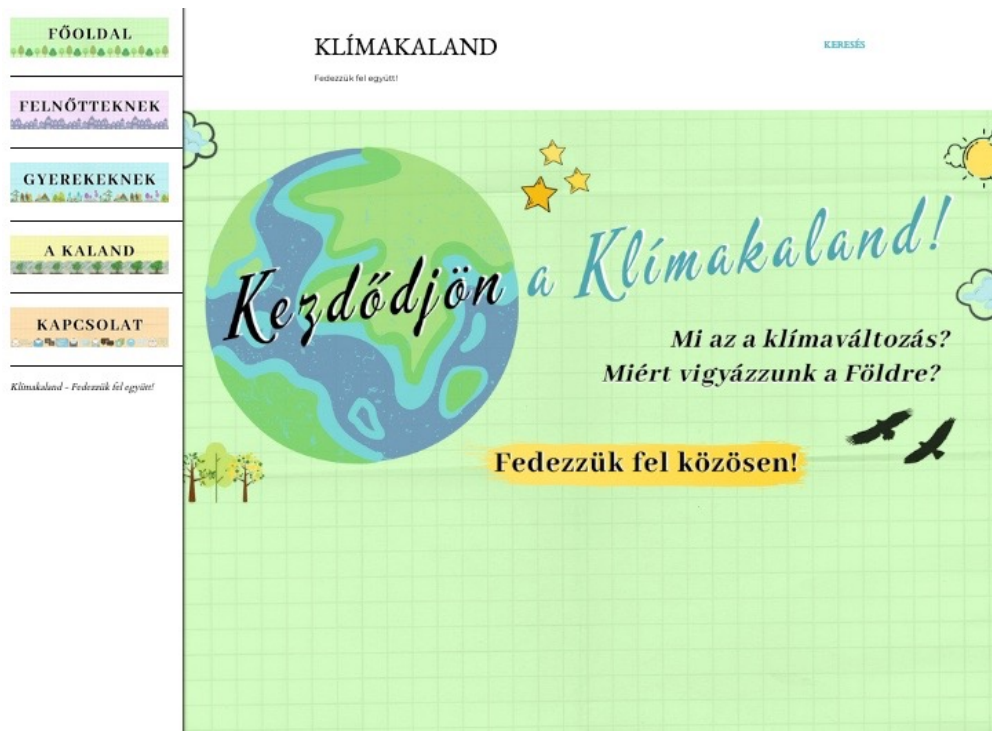 FŐOLDAL
FELNŐTTEKNEK
GYEREKEKNEK
A KALAND
KAPCSOLAT
Klímakaland - Fedezzük fel együtt!
KLÍMAKALAND
KERESÉS
Fedezzük fel együtt!
Kezdődjön a Klímakaland!
Mi az a klímaváltozás?
Miért vigyázzunk a Földre?
Fedezzük fel közösen!